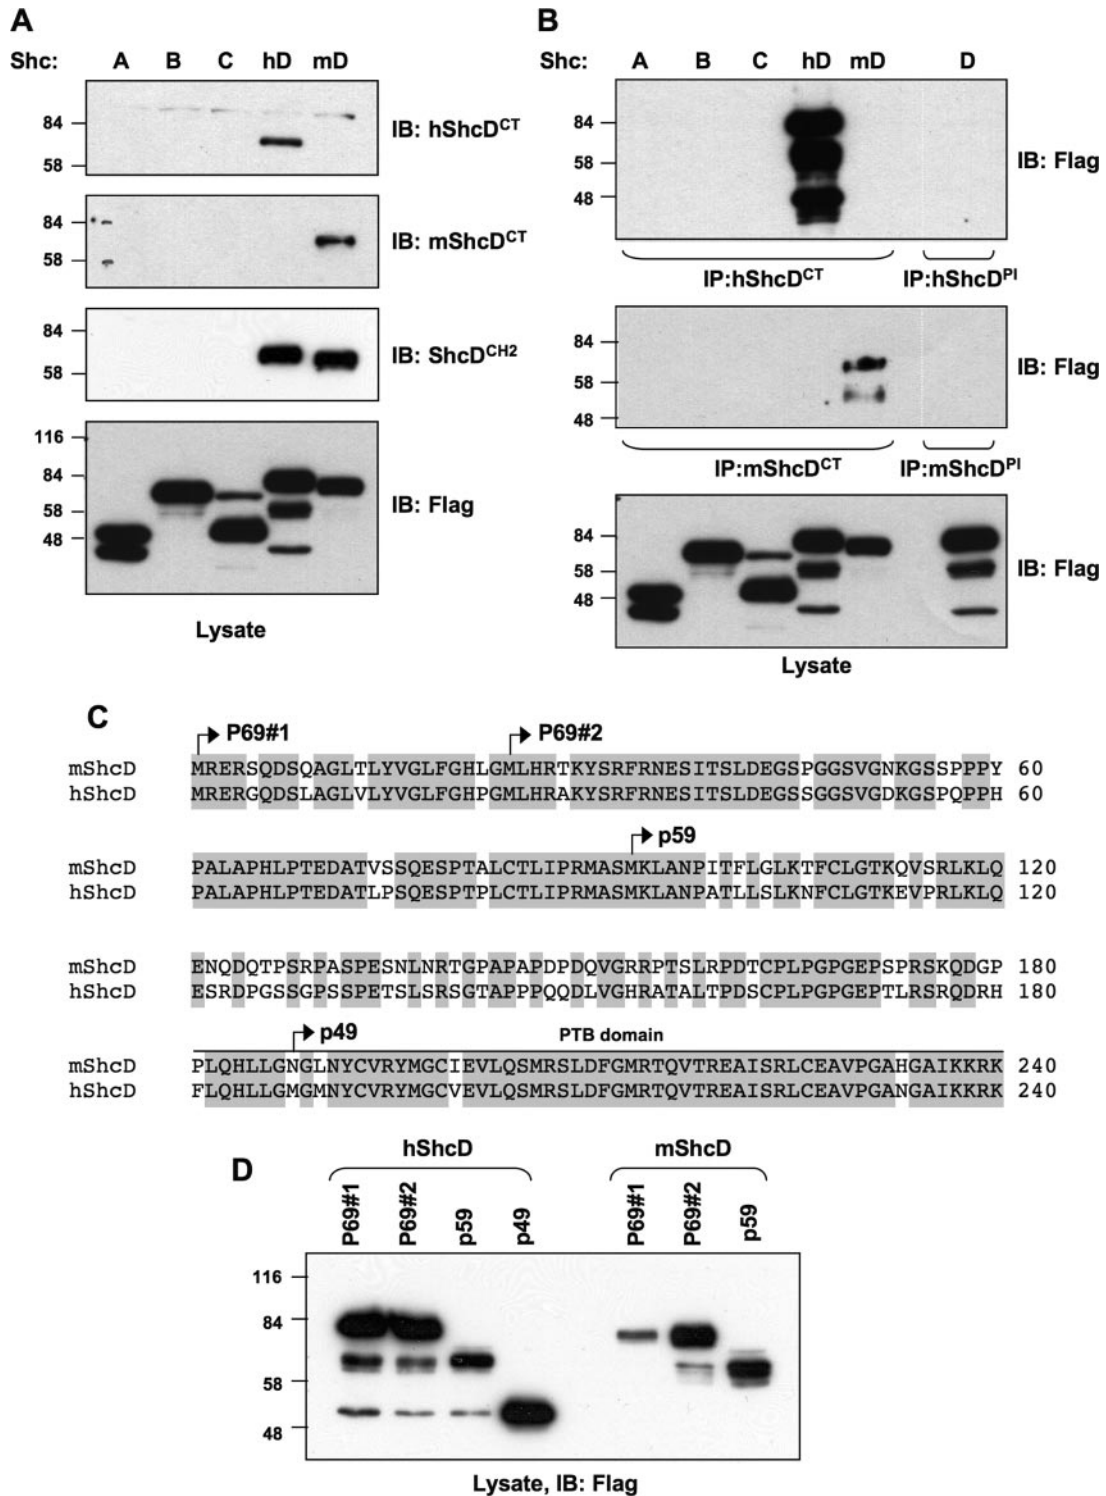 A
Shc: A B C hD mD
84
58
IB: hShcD^CT
84
58
IB: mShcD^CT
84
58
IB: ShcD^CH2
116
84
58
48
IB: Flag
Lysate
B
Shc: A B C hD mD D
84
58
48
IB: Flag
IP:hShcD^CT IP:hShcD^PI
84
58
48
IB: Flag
IP:mShcD^CT IP:mShcD^PI
84
58
48
IB: Flag
Lysate
C
P69#1 P69#2
mShcD MRERSQDSQAGLTLYVGLFGHLGMLHRTKYSRFRNESITSLDEGSPGGSVGNKGSSPPPY 60
hShcD MRERGQDSLAGLVLYVGLFGHPGMLHRAKYSRFRNESITSLDEGSSGGSVGDKGSPQPPH 60
p59
mShcD PALAPHLPTEDATVSSQESPTALCTLIPRMASMKLANPITFLGLKTFCLGTKQVSRLKLQ 120
hShcD PALAPHLPTEDATLPSQESPTPLCTLIPRMASMKLANPATLLSLKNFCLGTKEVPRLKLQ 120
mShcD ENQDQTPSRPASPESNLNRTGPAPAPDPDQVGRRPTSLRPDTCPLPGPGEPSPRSKQDGP 180
hShcD ESRDPGSSGPSSPETSLSRSGTAPPPQQDLVGHRATALTPDSCPLPGPGEPTLRSRQDRH 180
p49 PTB domain
mShcD PLQHLLGNGLNYCVRYMGCIEVLQSMRSLDFGMRTQVTREAISRLCEAVPGAHGAIKKRK 240
hShcD FLQHLLGMGMNYCVRYMGCVEVLQSMRSLDFGMRTQVTREAISRLCEAVPGANGAIKKRK 240
D
hShcD mShcD
P69#1 P69#2 p59 p49 P69#1 P69#2 p59
116
84
58
48
Lysate, IB: Flag